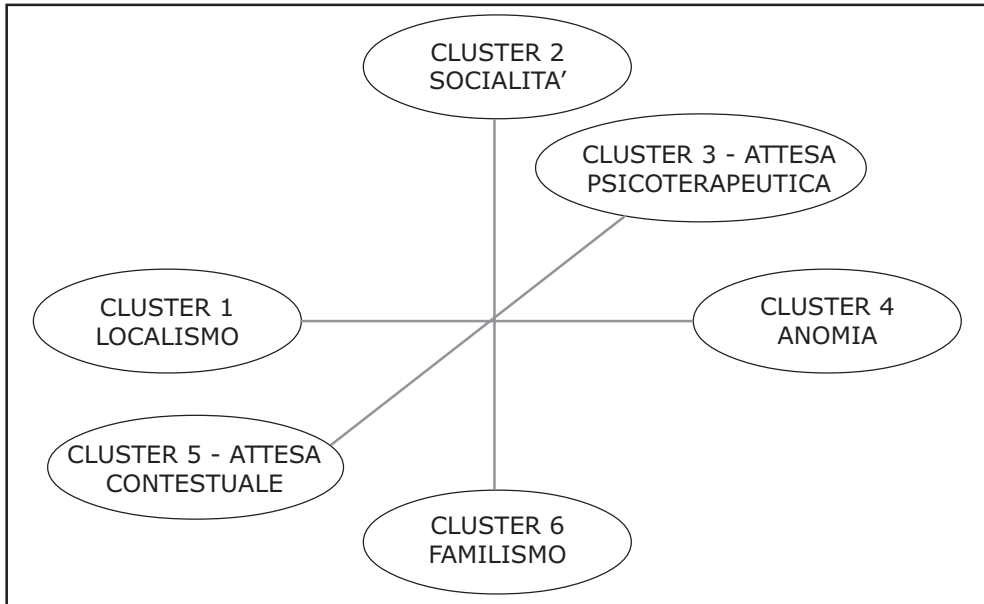 CLUSTER 2
SOCIALITA’
CLUSTER 3 - ATTESA
PSICOTERAPEUTICA
CLUSTER 1
LOCALISMO
CLUSTER 4
ANOMIA
CLUSTER 5 - ATTESA
CONTESTUALE
CLUSTER 6
FAMILISMO